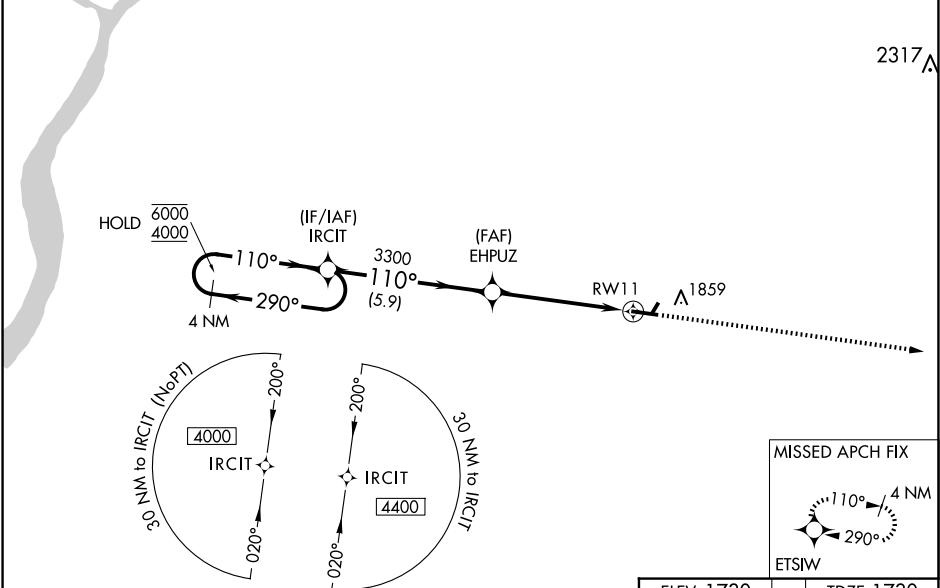 2317
HOLD 6000
4000
(IF/IAF)
IRCIT
110°
290°
4 NM
3300
110°
(5.9)
(FAF)
EHPUZ
RW11
1859
30 NM to IRCIT (NoPT)
200°
4000
IRCIT
020°
200°
IRCIT
4400
020°
30 NM to IRCIT
MISSED APCH FIX
110°
4 NM
290°
ETSIW